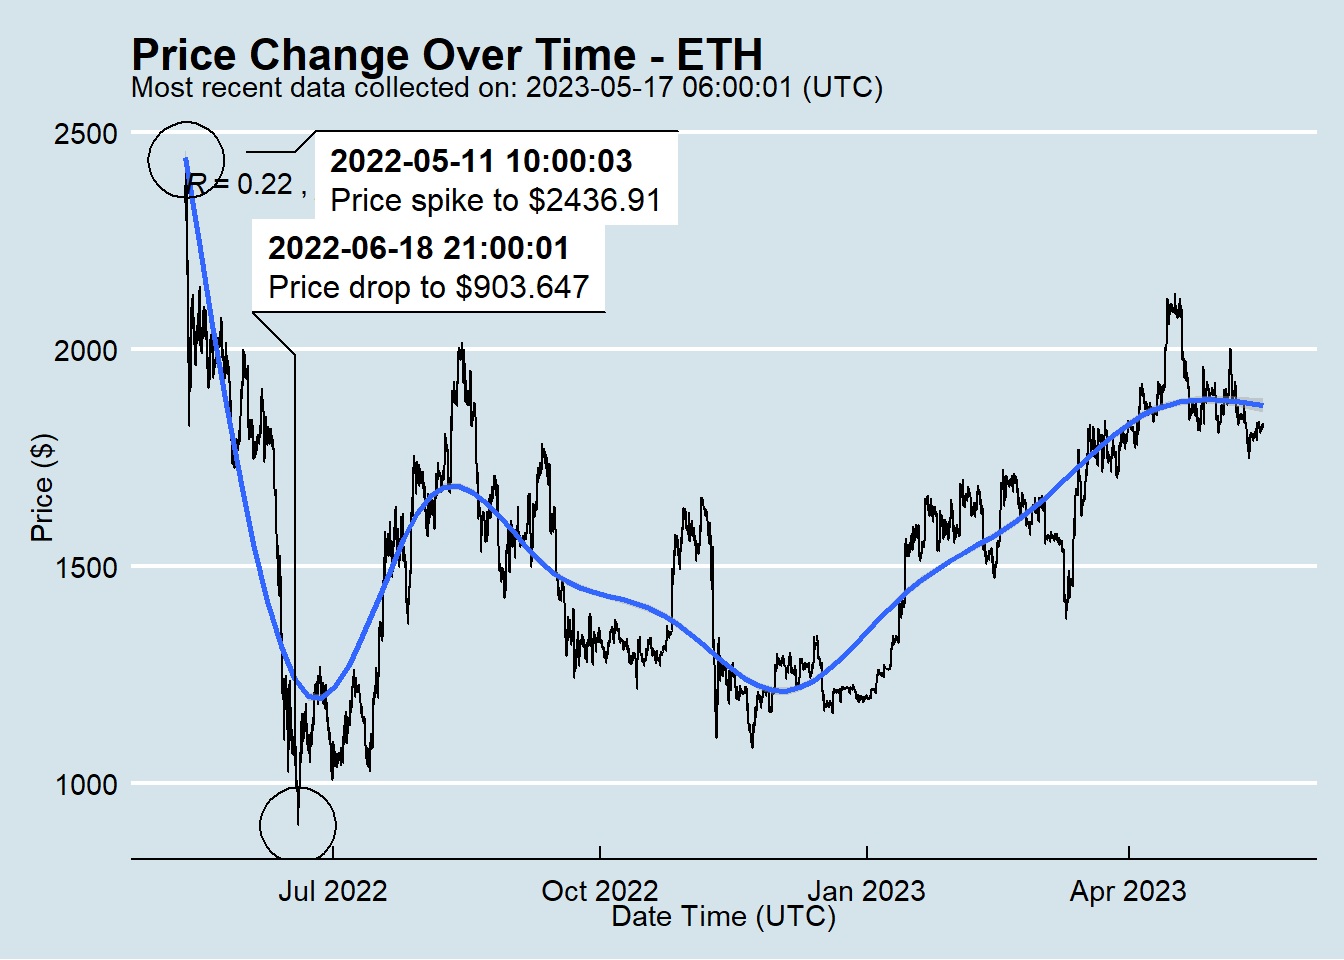 Price Change Over Time - ETH
Most recent data collected on: 2023-05-17 06:00:01 (UTC)
2500
2022-05-11 10:00:03
Price spike to $2436.91
R = 0.22 ,
2022-06-18 21:00:01
Price drop to $903.647
2000
Price ($)
1500
1000
Jul 2022
Oct 2022
Jan 2023
Apr 2023
Date Time (UTC)